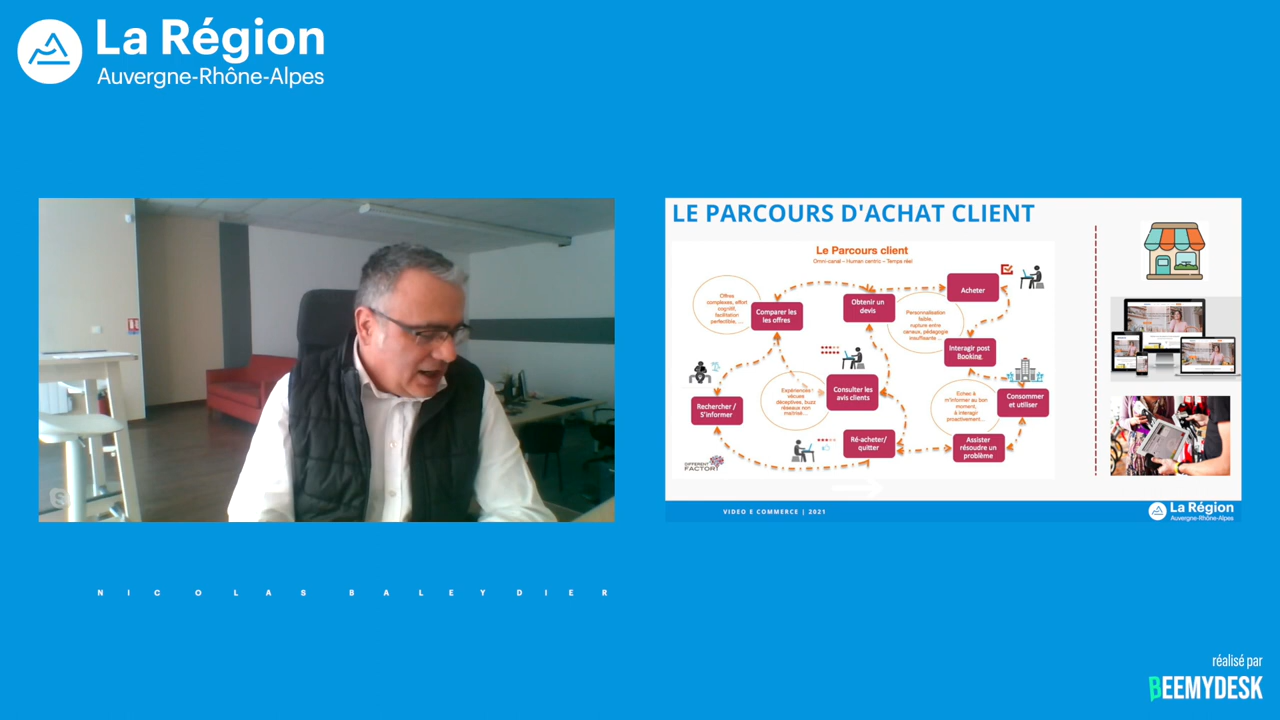 La Région
Auvergne-Rhône-Alpes
LE PARCOURS D'ACHAT CLIENT
Le Parcours client
Omni-canal – Human centric – Temps réel
Offres
complexes, effort
cognitif,
facilitation
perfectible, ....
Comparer les
les offres
Obtenir un
devis
Acheter
Personnalisation
faible,
rupture entre
canaux, pédagogie
insuffisante ...
Interagir post
Booking
Rechercher /
S'informer
Expériences
vécues
déceptives, buzz
réseaux non
maitrisé...
Consulter les
avis clients
Echec à
m'informer au bon
moment,
à interagir
proactivement...
Consommer
et utiliser
Ré-acheter/
quitter
Assister
résoudre un
problème
DIFFERENT
FACTOR
VIDEO E COMMERCE | 2021
La Région
Auvergne-Rhône-Alpes
NICOLAS BALEYDIER
réalisé par
BEEMYDESK